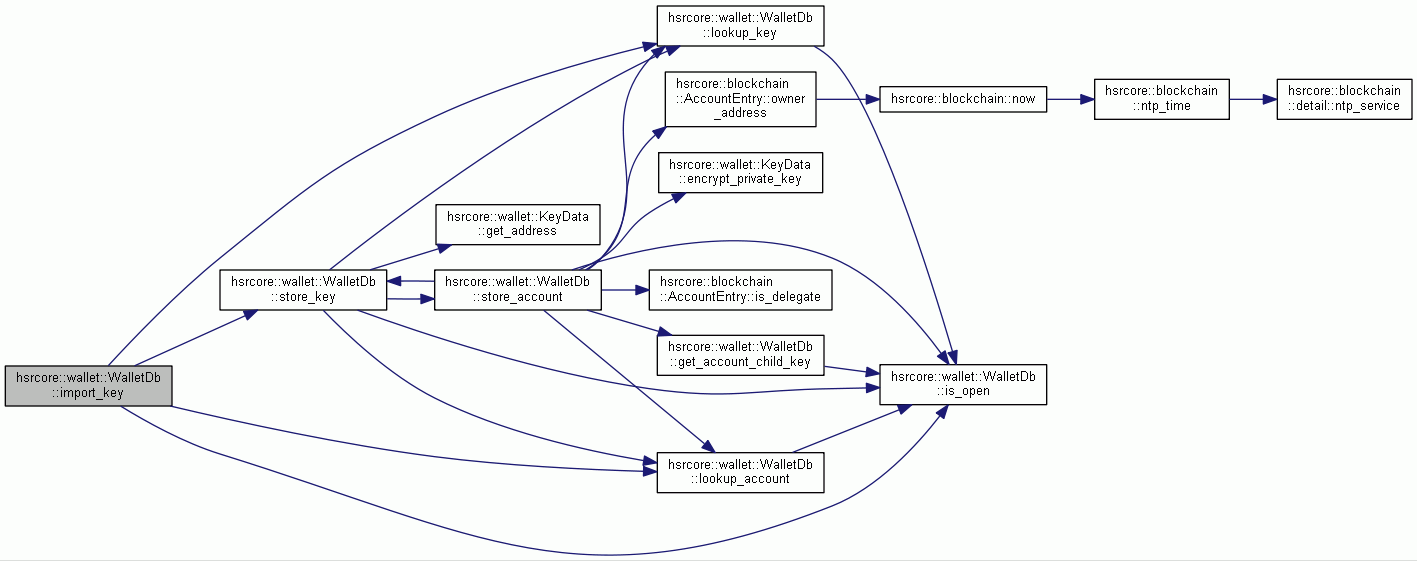 hsrcore::wallet::WalletDb
::lookup_key
hsrcore::blockchain
::AccountEntry::owner
_address
hsrcore::blockchain::now
hsrcore::blockchain
::ntp_time
hsrcore::blockchain
::detail::ntp_service
hsrcore::wallet::KeyData
::encrypt_private_key
hsrcore::wallet::KeyData
::get_address
hsrcore::wallet::WalletDb
::store_key
hsrcore::wallet::WalletDb
::store_account
hsrcore::blockchain
::AccountEntry::is_delegate
hsrcore::wallet::WalletDb
::get_account_child_key
hsrcore::wallet::WalletDb
::import_key
hsrcore::wallet::WalletDb
::is_open
hsrcore::wallet::WalletDb
::lookup_account